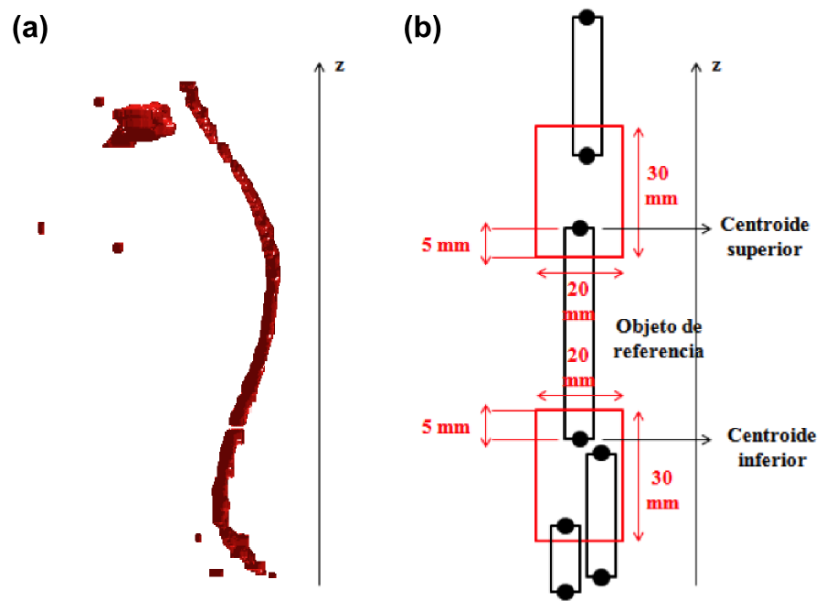 (a)
z
(b)
z
30
mm
Centroide
superior
5 mm
20
mm
Objeto de
referencia
20
mm
5 mm
Centroide
inferior
30
mm